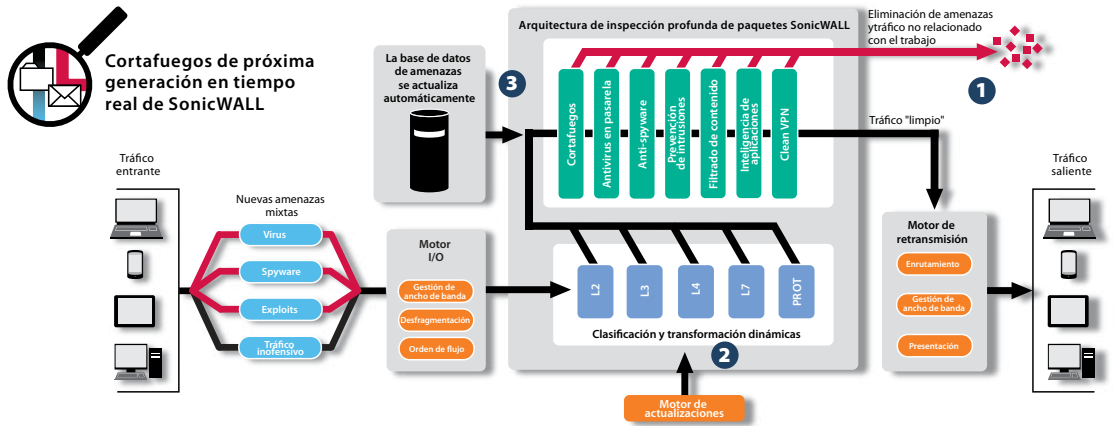 Cortafuegos de próxima
generación en tiempo
real de SonicWALL
Tráfico
entrante
Nuevas amenazas
mixtas
Virus
Spyware
Exploits
Tráfico
inofensivo
La base de datos
de amenazas
se actualiza
automáticamente
3
Motor
I/O
Gestión de
ancho de banda
Desfragmentación
Orden de flujo
Arquitectura de inspección profunda de paquetes SonicWALL
Cortafuegos
Antivirus en pasarela
Anti-spyware
Prevención
de intrusiones
Filtrado de contenido
Inteligencia de
aplicaciones
Clean VPN
L2
L3
L4
L7
PROT
Clasificación y transformación dinámicas
2
Motor de
actualizaciones
Eliminación de amenazas
ytráfico no relacionado
con el trabajo
1
Tráfico "limpio"
Motor de
retransmisión
Enrutamiento
Gestión de
ancho de banda
Presentación
Tráfico
saliente